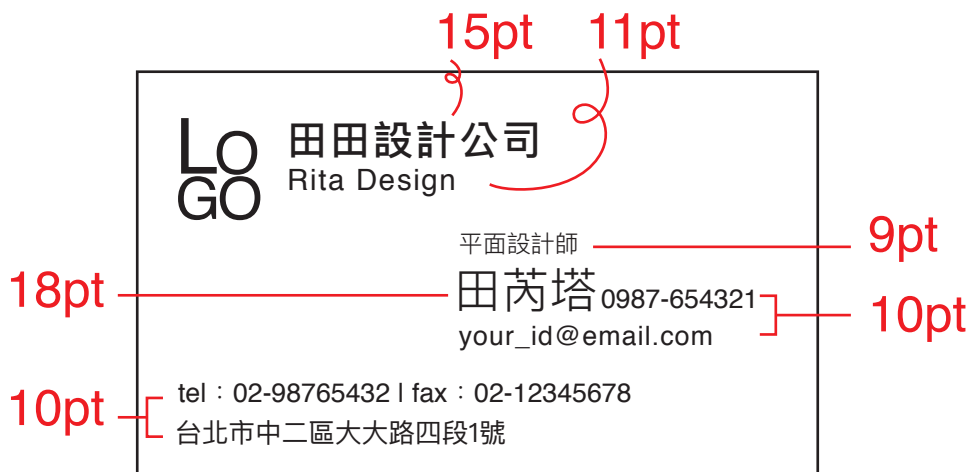 15pt 11pt
LOGO
田田設計公司
Rita Design
平面設計師
9pt
18pt
田芮塔 0987-654321
your_id@email.com
10pt
10pt
tel：02-98765432 | fax：02-12345678
台北市中二區大大路四段1號